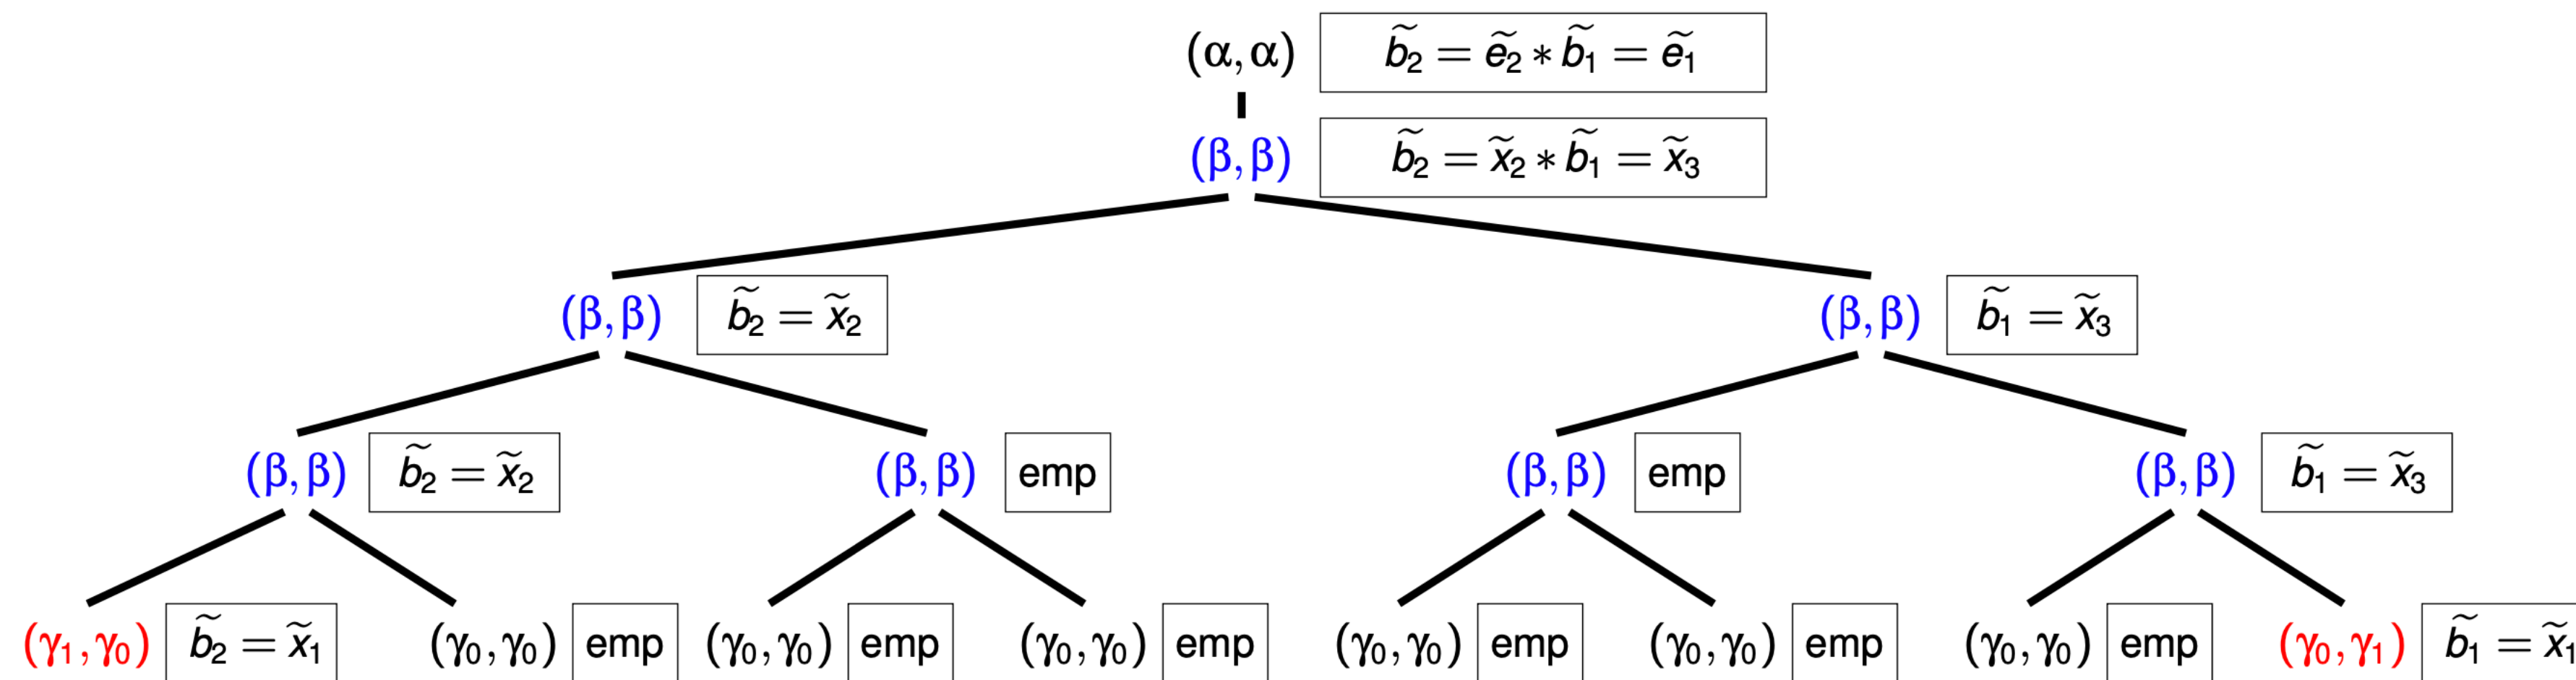 (α,α) b̃₂ = ẽ₂ ∗ b̃₁ = ẽ₁
(β,β) b̃₂ = x̃₂ ∗ b̃₁ = x̃₃
(β,β) b̃₂ = x̃₂ (β,β) b̃₁ = x̃₃
(β,β) b̃₂ = x̃₂ (β,β) emp (β,β) emp (β,β) b̃₁ = x̃₃
(γ₁,γ₀) b̃₂ = x̃₁ (γ₀,γ₀) emp (γ₀,γ₀) emp (γ₀,γ₀) emp (γ₀,γ₀) emp (γ₀,γ₀) emp (γ₀,γ₀) emp (γ₀,γ₁) b̃₁ = x̃₁